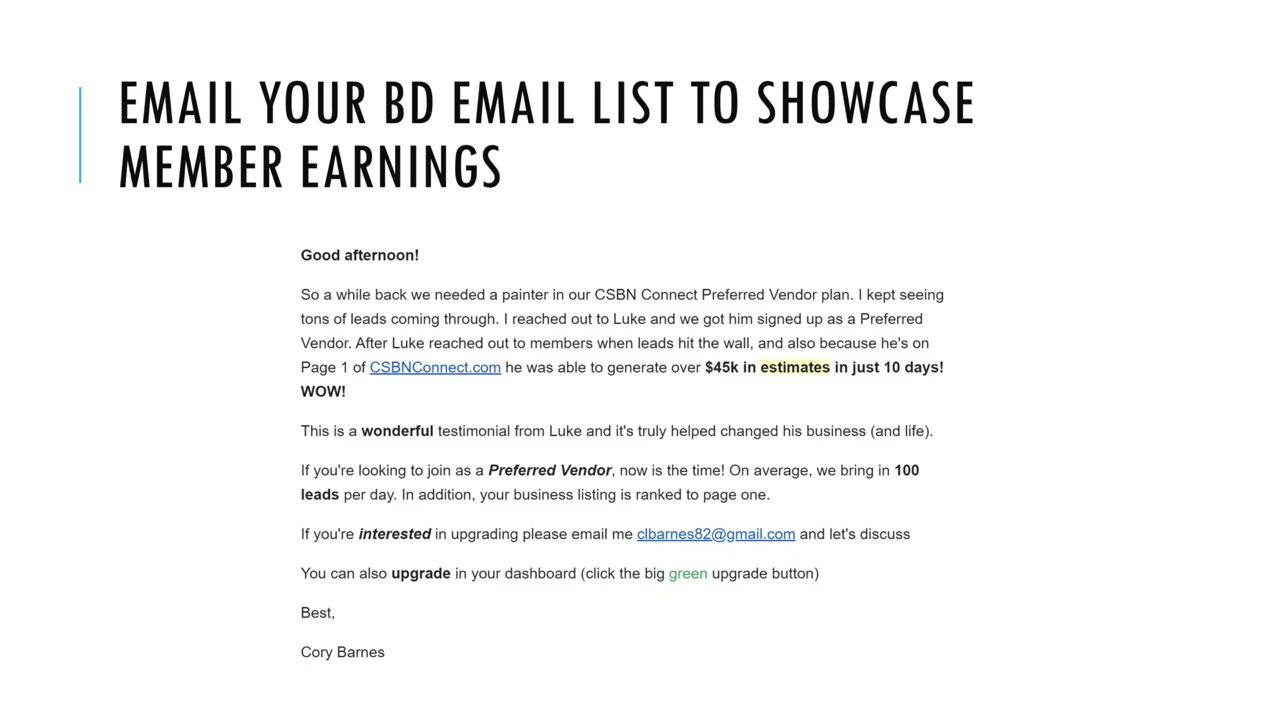 EMAIL YOUR BD EMAIL LIST TO SHOWCASE
MEMBER EARNINGS
Good afternoon!
So a while back we needed a painter in our CSBN Connect Preferred Vendor plan. I kept seeing
tons of leads coming through. I reached out to Luke and we got him signed up as a Preferred
Vendor. After Luke reached out to members when leads hit the wall, and also because he's on
Page 1 of CSBNConnect.com he was able to generate over $45k in estimates in just 10 days!
WOW!
This is a wonderful testimonial from Luke and it's truly helped changed his business (and life).
If you're looking to join as a Preferred Vendor, now is the time! On average, we bring in 100
leads per day. In addition, your business listing is ranked to page one.
If you're interested in upgrading please email me clbarnes82@gmail.com and let's discuss
You can also upgrade in your dashboard (click the big green upgrade button)
Best,
Cory Barnes